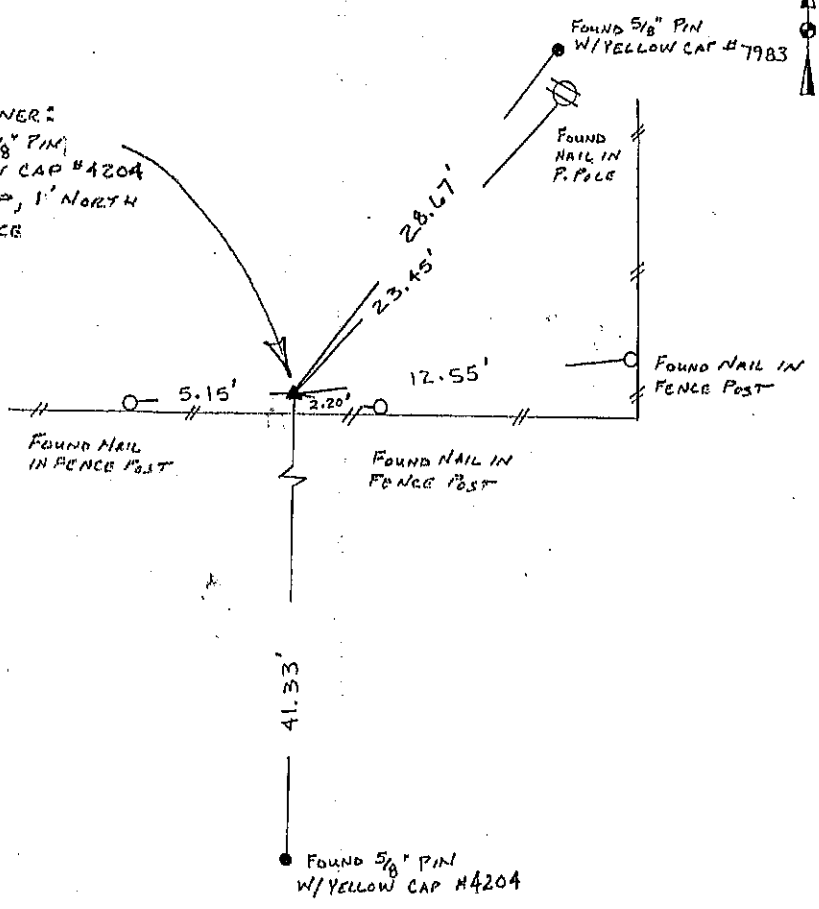 FOUND 5/8" PIN
W/YELLOW CAP #7983
NER:
/8" PIN
CAP #4204
, 1' NORTH
CE
FOUND
NAIL IN
P. POLE
28.67'
23.45'
5.15'
2.20'
12.55'
FOUND NAIL IN
FENCE POST
FOUND NAIL
IN FENCE POST
FOUND NAIL IN
FENCE POST
41.33'
FOUND 5/8" PIN
W/YELLOW CAP #4204